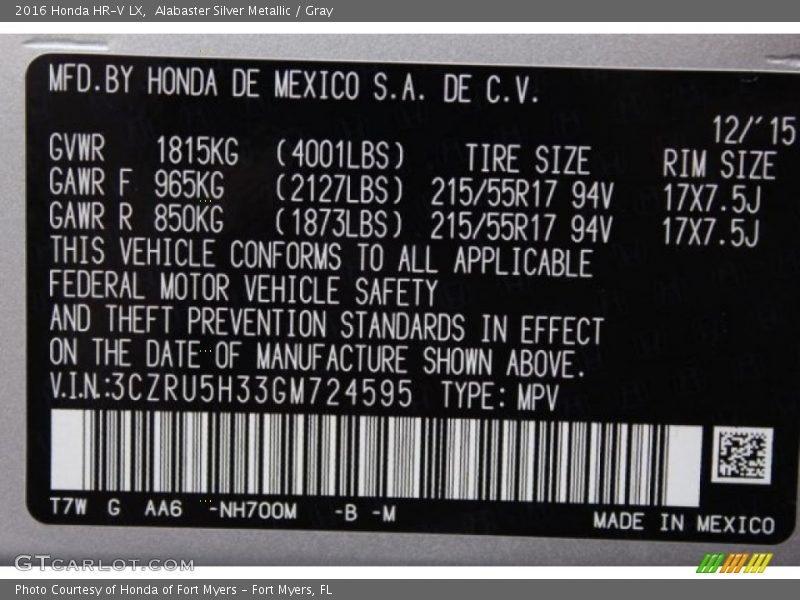 2016 Honda HR-V LX, Alabaster Silver Metallic / Gray
MFD.BY HONDA DE MEXICO S.A. DE C.V.
12/'15
GVWR 1815KG (4001LBS) TIRE SIZE RIM SIZE
GAWR F 965KG (2127LBS) 215/55R17 94V 17X7.5J
GAWR R 850KG (1873LBS) 215/55R17 94V 17X7.5J
THIS VEHICLE CONFORMS TO ALL APPLICABLE
FEDERAL MOTOR VEHICLE SAFETY
AND THEFT PREVENTION STANDARDS IN EFFECT
ON THE DATE OF MANUFACTURE SHOWN ABOVE.
V.I.N.:3CZRU5H33GM724595 TYPE: MPV
T7W G AA6 -NH700M -B -M
MADE IN MEXICO
GTCARLOT.COM
Photo Courtesy of Honda of Fort Myers - Fort Myers, FL